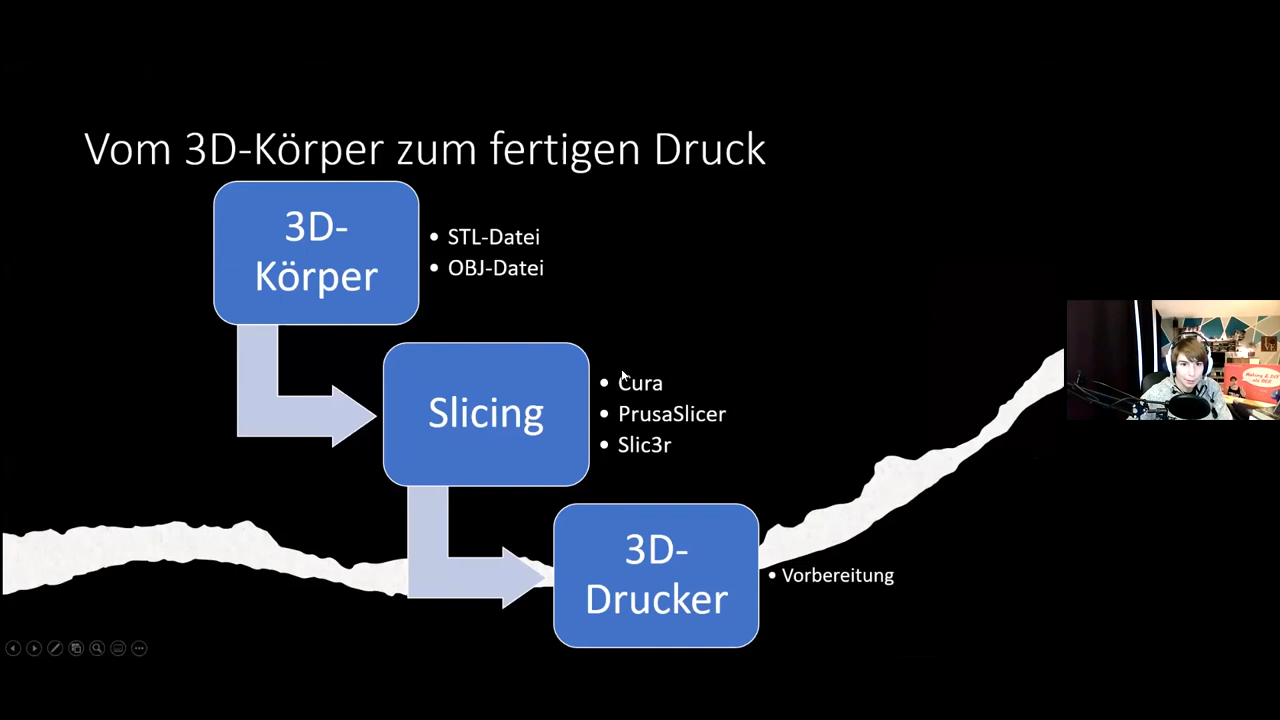 Vom 3D-Körper zum fertigen Druck
3D-
Körper
• STL-Datei
• OBJ-Datei
Slicing
• Cura
• PrusaSlicer
• Slic3r
3D-
Drucker
• Vorbereitung